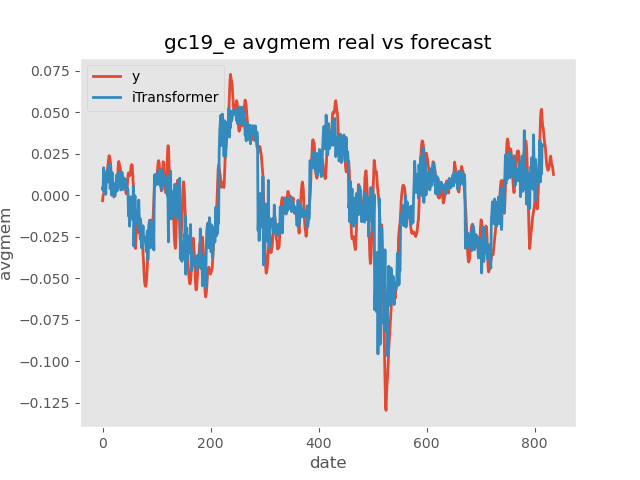 gc19_e avgmem real vs forecast
y
iTransformer
0.075
0.050
0.025
0.000
−0.025
−0.050
−0.075
−0.100
−0.125
avgmem
0 200 400 600 800
date